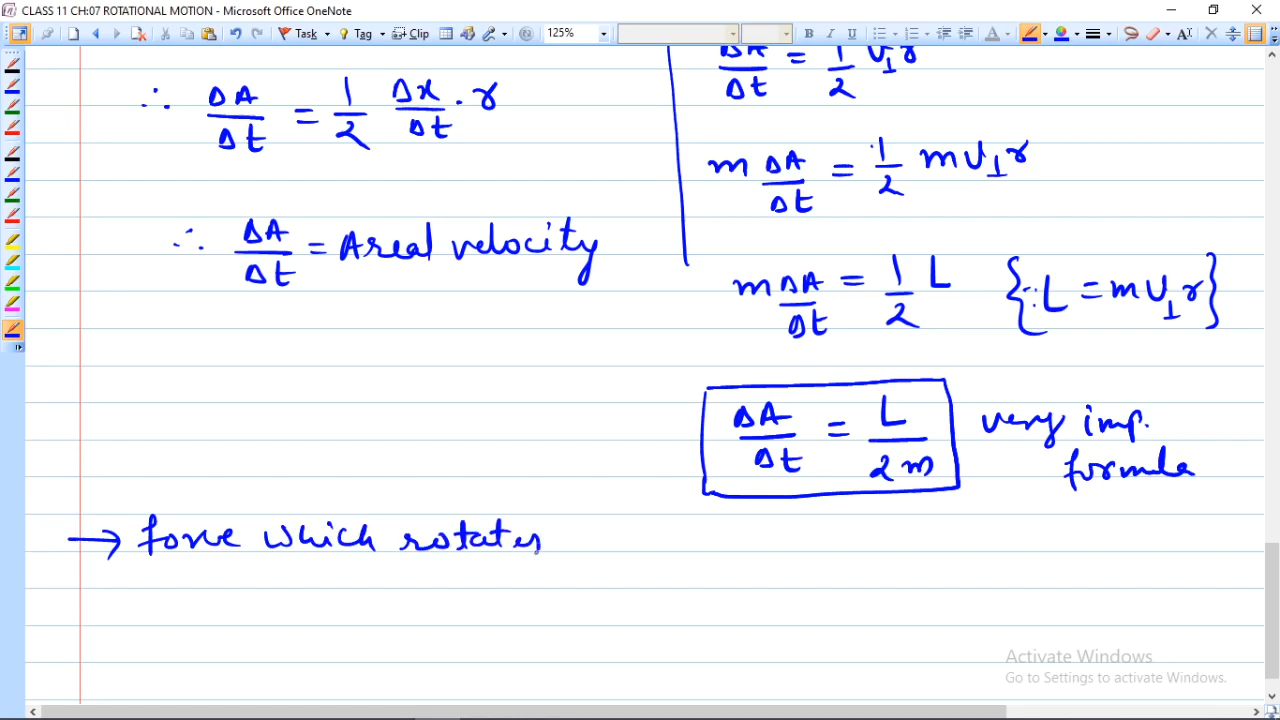 CLASS 11 CH:07 ROTATIONAL MOTION - Microsoft Office OneNote
Task Tag Clip 125% B I U
∴ ΔA/Δt = 1/2 Δx/Δt · r
∴ ΔA/Δt = Areal velocity
ΔA/Δt = 1/2 v⊥r
m ΔA/Δt = 1/2 m v⊥r
m ΔA/Δt = 1/2 L {∵ L = m v⊥r}
ΔA/Δt = L/2m very imp.
formula
→ force which rotates
Activate Windows
Go to Settings to activate Windows.